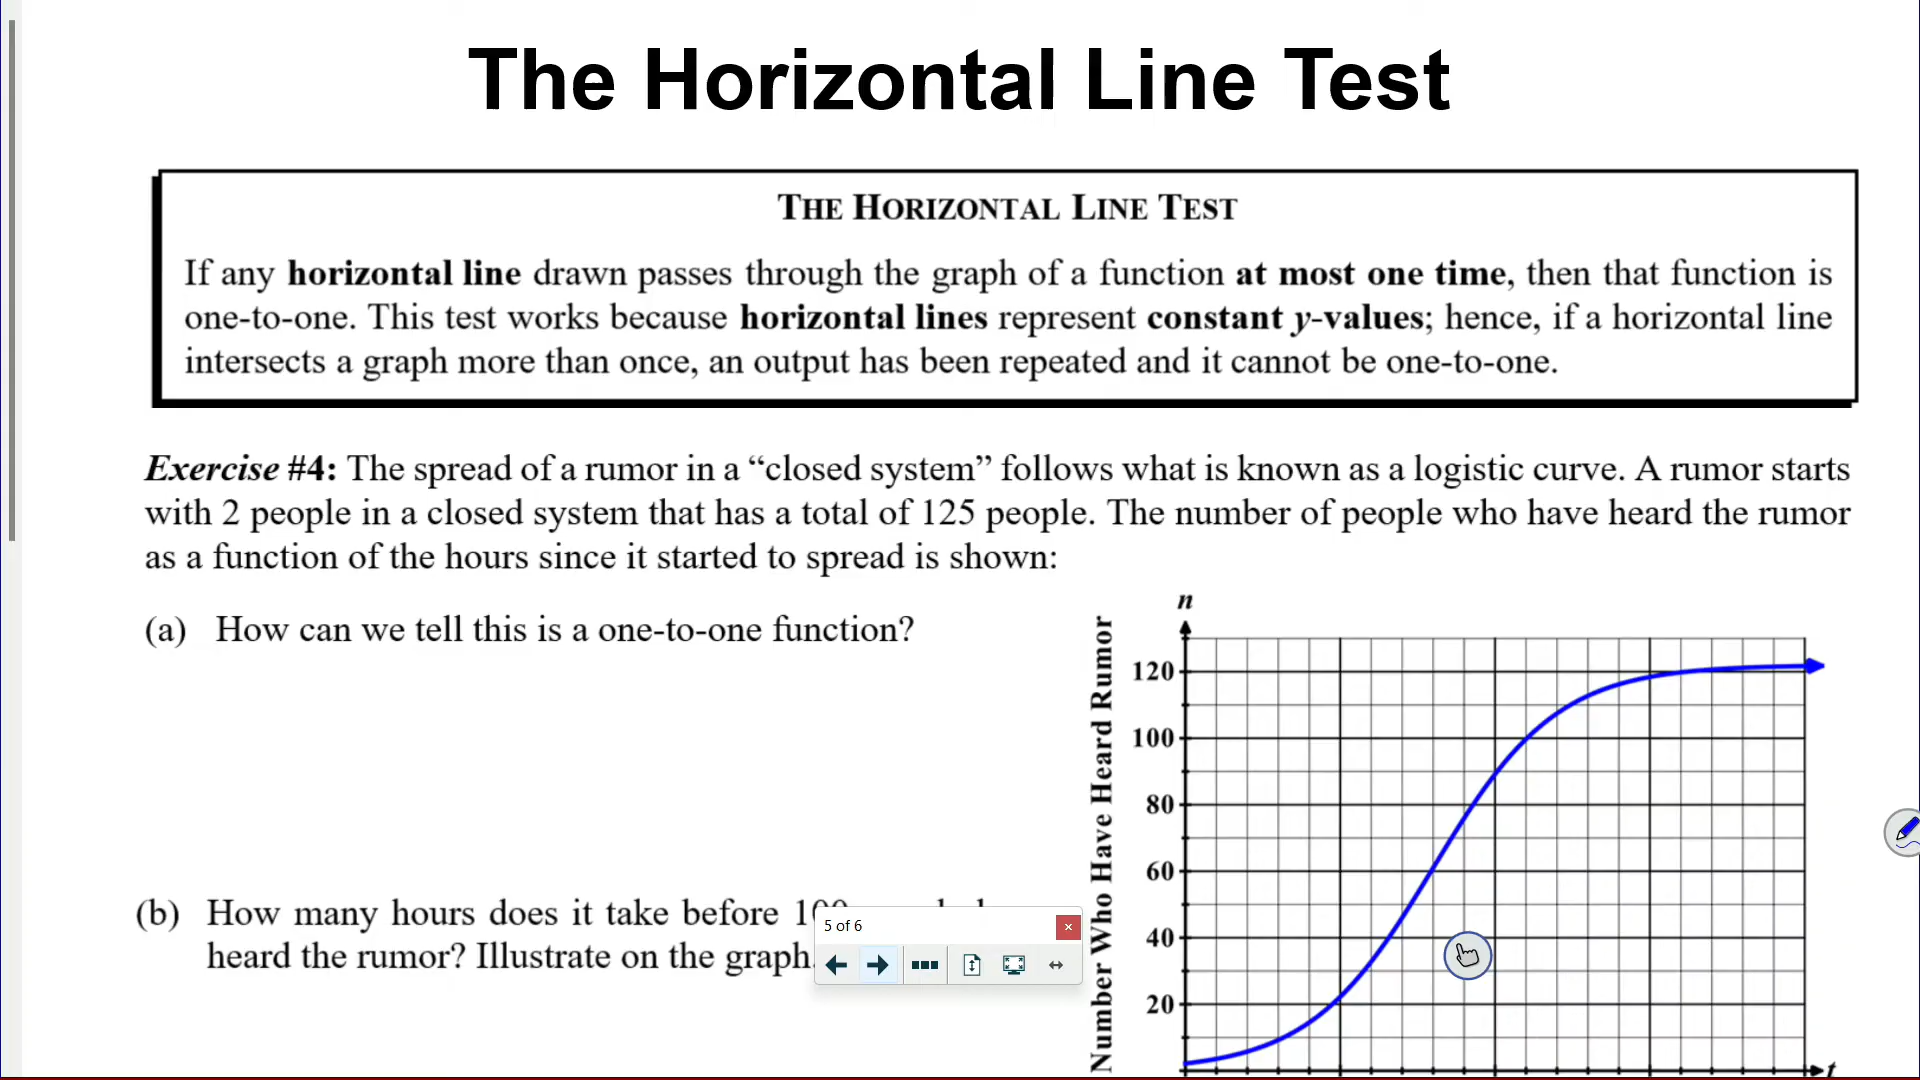 The Horizontal Line Test
THE HORIZONTAL LINE TEST
If any horizontal line drawn passes through the graph of a function at most one time, then that function is
one-to-one. This test works because horizontal lines represent constant y-values; hence, if a horizontal line
intersects a graph more than once, an output has been repeated and it cannot be one-to-one.
Exercise #4: The spread of a rumor in a “closed system” follows what is known as a logistic curve. A rumor starts
with 2 people in a closed system that has a total of 125 people. The number of people who have heard the rumor
as a function of the hours since it started to spread is shown:
(a) How can we tell this is a one-to-one function?
n
Number Who Have Heard Rumor
120
100
80
60
40
20
t
(b) How many hours does it take before
heard the rumor? Illustrate on the graph.
5 of 6